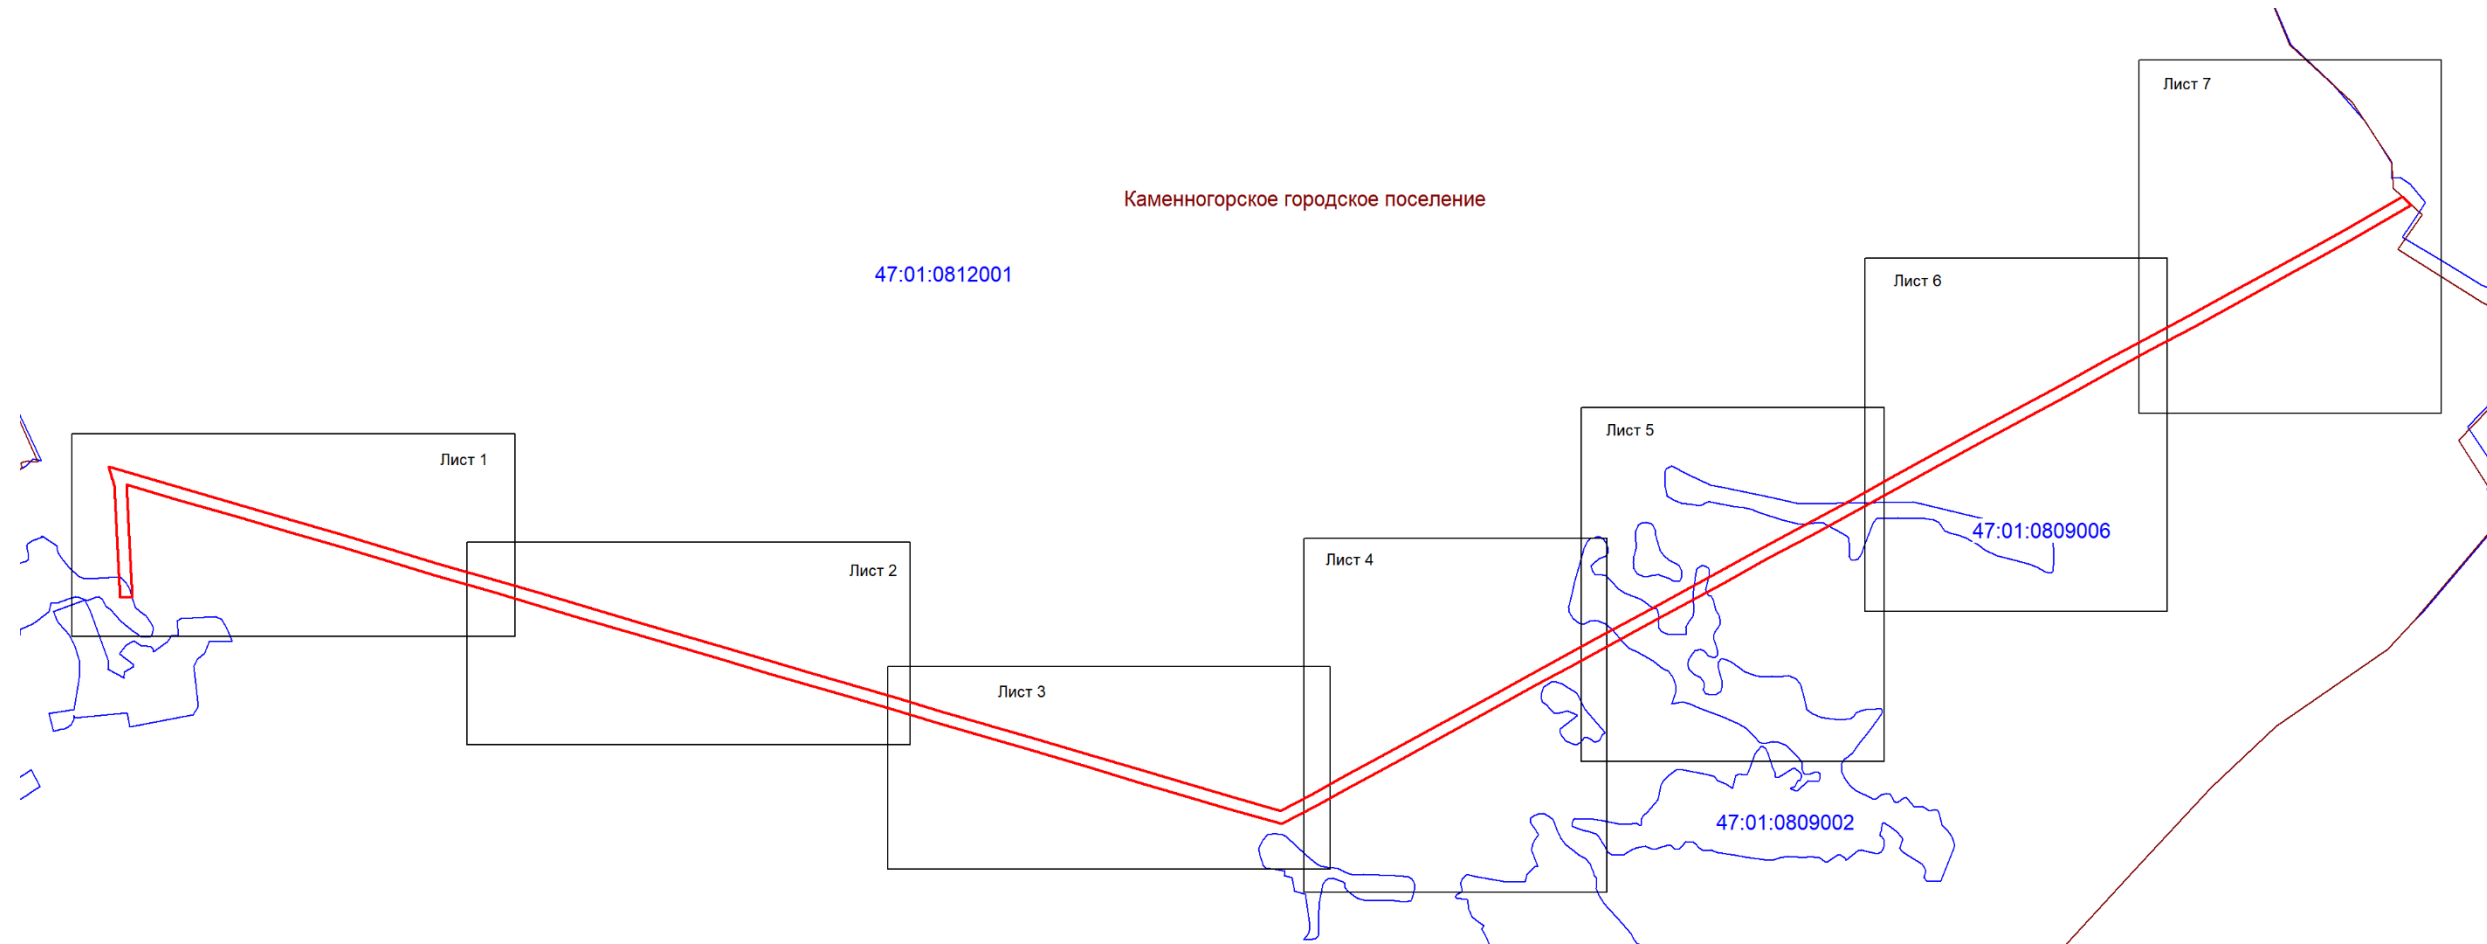 Лист 7
Каменногорское городское поселение
47:01:0812001
Лист 6
Лист 5
Лист 1
47:01:0809006
Лист 4
Лист 2
Лист 3
47:01:0809002